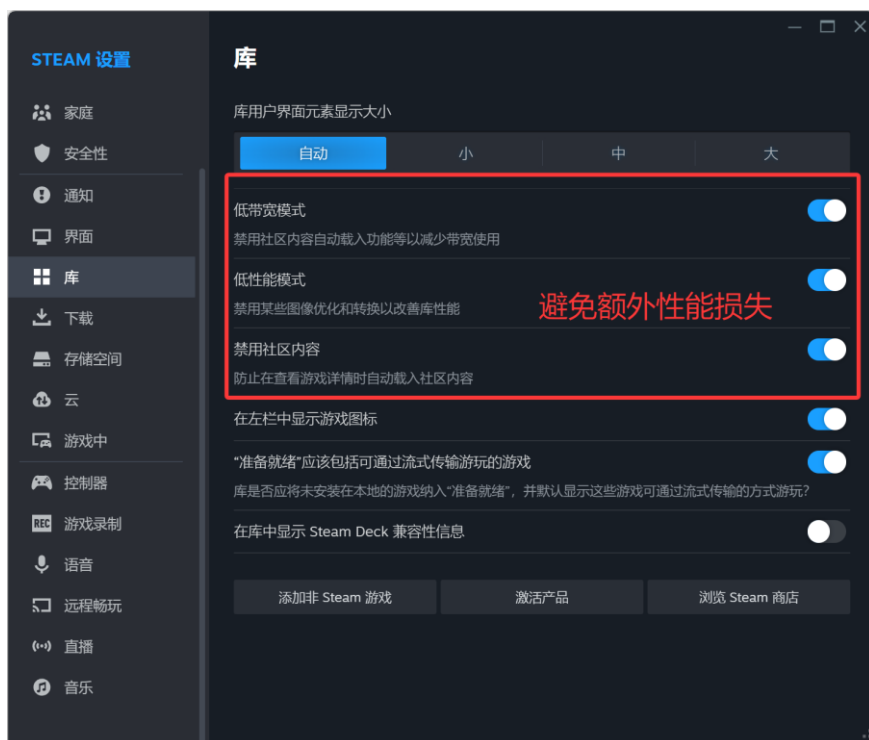 STEAM 设置
家庭
安全性
通知
界面
库
下载
存储空间
云
游戏中
控制器
REC 游戏录制
语音
远程畅玩
直播
音乐
库
库用户界面元素显示大小
自动 小 中 大
低带宽模式
禁用社区内容自动载入功能等以减少带宽使用
低性能模式
禁用某些图像优化和转换以改善库性能
避免额外性能损失
禁用社区内容
防止在查看游戏详情时自动载入社区内容
在左栏中显示游戏图标
“准备就绪”应该包括可通过流式传输游玩的游戏
库是否应将未安装在本地的游戏纳入“准备就绪”，并默认显示这些游戏可通过流式传输的方式游玩？
在库中显示 Steam Deck 兼容性信息
添加非 Steam 游戏 激活产品 浏览 Steam 商店